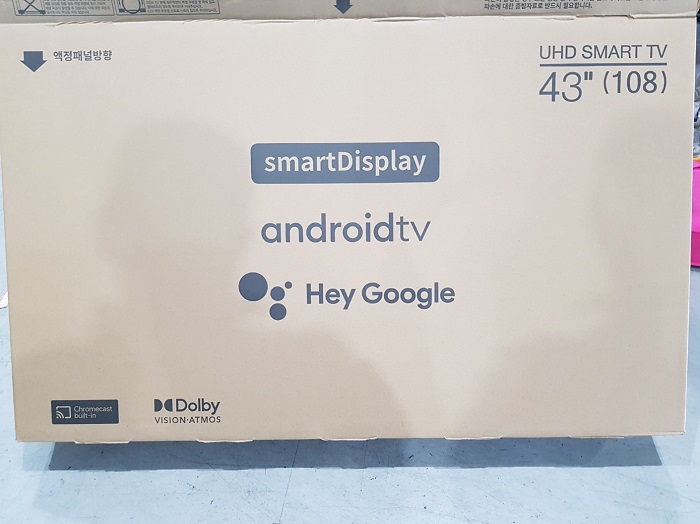 액정패널방향
UHD SMART TV
43" (108)
smartDisplay
androidtv
Hey Google
Chromecast
built-in
Dolby
VISION·ATMOS